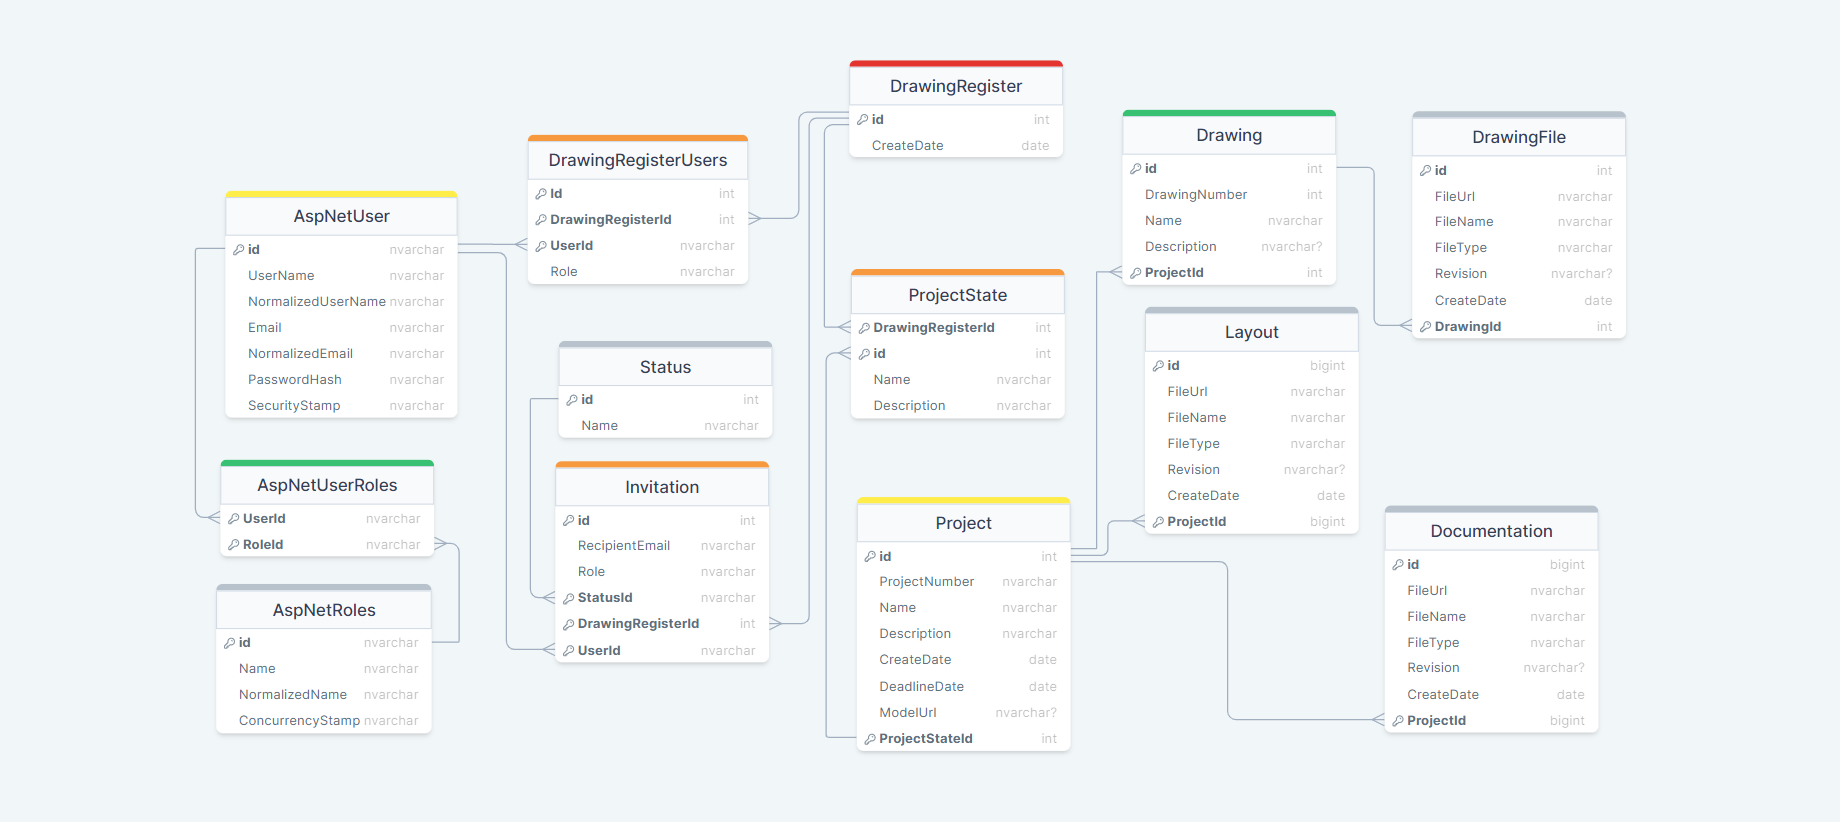 DrawingRegister
id int
CreateDate date
DrawingRegisterUsers
Id int
DrawingRegisterId int
UserId nvarchar
Role nvarchar
AspNetUser
id nvarchar
UserName nvarchar
NormalizedUserName nvarchar
Email nvarchar
NormalizedEmail nvarchar
PasswordHash nvarchar
SecurityStamp nvarchar
AspNetUserRoles
UserId nvarchar
RoleId nvarchar
AspNetRoles
id nvarchar
Name nvarchar
NormalizedName nvarchar
ConcurrencyStamp nvarchar
Status
id int
Name nvarchar
Invitation
id int
RecipientEmail nvarchar
Role nvarchar
StatusId nvarchar
DrawingRegisterId int
UserId nvarchar
ProjectState
DrawingRegisterId int
id int
Name nvarchar
Description nvarchar
Project
id int
ProjectNumber nvarchar
Name nvarchar
Description nvarchar
CreateDate date
DeadlineDate date
ModelUrl nvarchar?
ProjectStateId int
Drawing
id int
DrawingNumber int
Name nvarchar
Description nvarchar?
ProjectId int
Layout
id bigint
FileUrl nvarchar
FileName nvarchar
FileType nvarchar
Revision nvarchar?
CreateDate date
ProjectId bigint
DrawingFile
id int
FileUrl nvarchar
FileName nvarchar
FileType nvarchar
Revision nvarchar?
CreateDate date
DrawingId int
Documentation
id bigint
FileUrl nvarchar
FileName nvarchar
FileType nvarchar
Revision nvarchar?
CreateDate date
ProjectId bigint